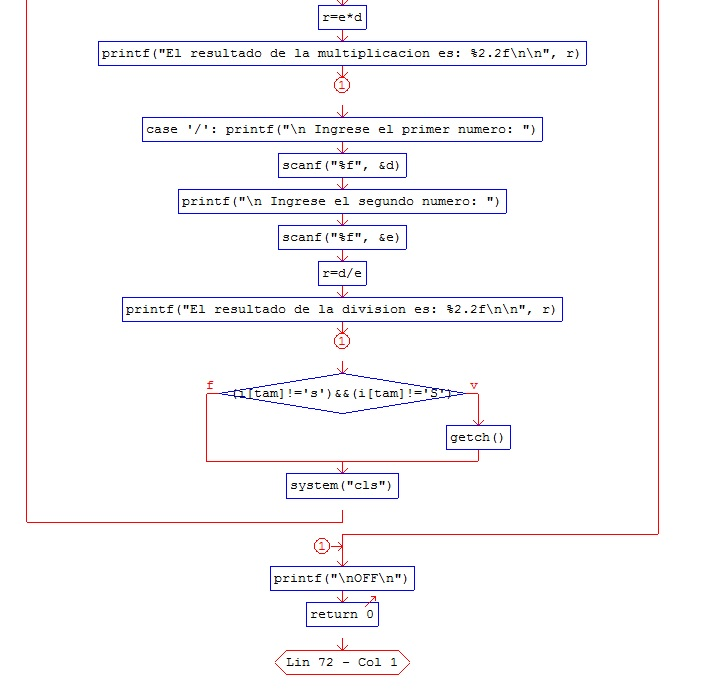 r=e*d
printf("El resultado de la multiplicacion es: %2.2f\n\n", r)
1
case '/': printf("\n Ingrese el primer numero: ")
scanf("%f", &d)
printf("\n Ingrese el segundo numero: ")
scanf("%f", &e)
r=d/e
printf("El resultado de la division es: %2.2f\n\n", r)
1
f
(i[tam]!='s')&&(i[tam]!='S')
v
getch()
system("cls")
1
printf("\nOFF\n")
return 0
Lin 72 - Col 1